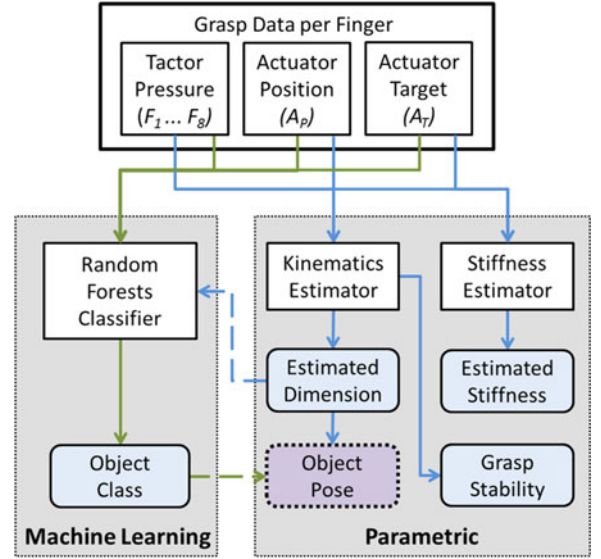 Grasp Data per Finger
Tactor
Pressure
(F₁ ... F₈)
Actuator
Position
(Aₚ)
Actuator
Target
(A_T)
Random
Forests
Classifier
Kinematics
Estimator
Stiffness
Estimator
Estimated
Dimension
Estimated
Stiffness
Object
Class
Object
Pose
Grasp
Stability
Machine Learning
Parametric